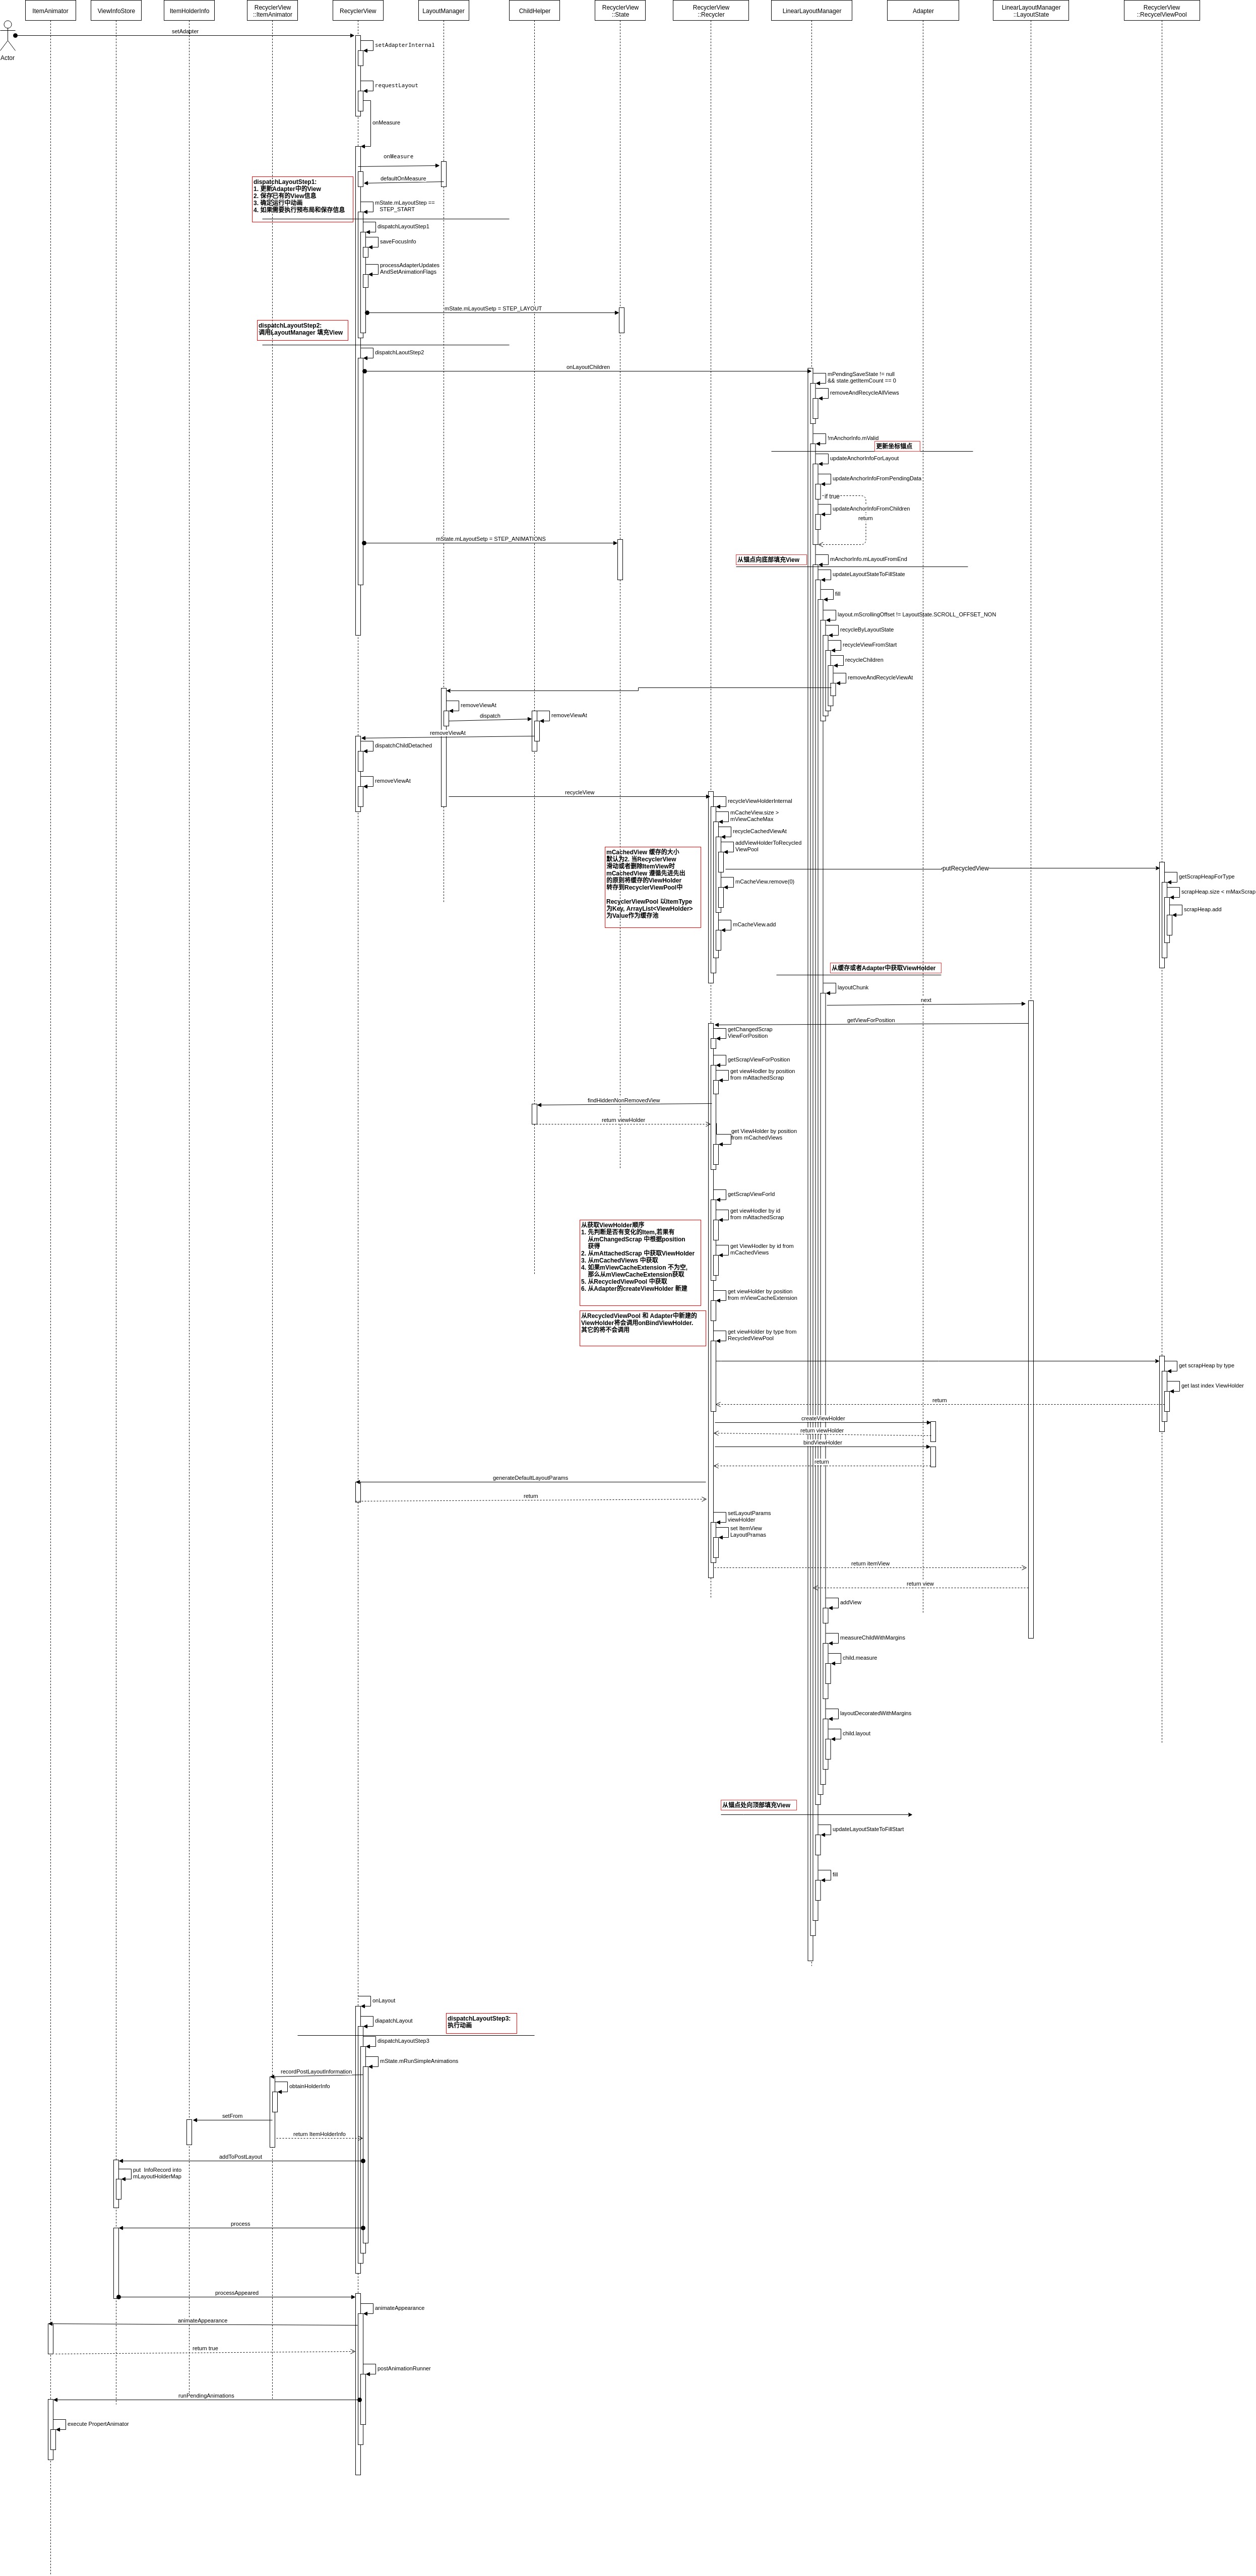 ItemAnimator
ViewInfoStore
ItemHolderInfo
RecyclerView
::ItemAnimator
RecyclerView
LayoutManager
ChildHelper
RecyclerView
::State
RecyclerView
::Recycler
LinearLayoutManager
Adapter
LinearLayoutManager
::LayoutState
RecyclerView
::RecycelViewPool
Actor
setAdapter
setAdapterInternal
requestLayout
onMeasure
onMeasure
defaultOnMeasure
dispatchLayoutStep1:
1. 更新Adapter中的View
2. 保存已有的View信息
3. 确定运行中动画
4. 如果需要执行预布局和保存信息
mState.mLayoutStep ==
STEP_START
dispatchLayoutStep1
saveFocusInfo
processAdapterUpdates
AndSetAnimationFlags
mState.mLayoutSetp = STEP_LAYOUT
dispatchLayoutStep2:
调用LayoutManager 填充View
dispatchLaoutStep2
onLayoutChildren
mPendingSaveState != null
&& state.getItemCount == 0
removeAndRecycleAllViews
!mAnchorInfo.mValid
更新坐标锚点
updateAnchorInfoForLayout
updateAnchorInfoFromPendingData
if true
updateAnchorInfoFromChildren
return
mState.mLayoutSetp = STEP_ANIMATIONS
从锚点向底部填充View
mAnchorInfo.mLayoutFromEnd
updateLayoutStateToFillState
fill
layout.mScrollingOffset != LayoutState.SCROLL_OFFSET_NON
recycleByLayoutState
recycleViewFromStart
recycleChildren
removeAndRecycleViewAt
removeViewAt
dispatch
removeViewAt
removeViewAt
dispatchChildDetached
removeViewAt
recycleView
recycleViewHolderInternal
mCacheView.size >
mViewCacheMax
recycleCachedViewAt
addViewHolderToRecycled
ViewPool
mCachedView 缓存的大小
默认为2. 当RecyclerView
滑动或者删除ItemView时
mCachedView 遵循先进先出
的原则将缓存的ViewHolder
转存到RecyclerViewPool中
RecyclerViewPool 以ItemType
为Key, ArrayList<ViewHolder>
为Value作为缓存池
putRecycledView
getScrapHeapForType
mCacheView.remove(0)
scrapHeap.size < mMaxScrap
scrapHeap.add
mCacheView.add
从缓存或者Adapter中获取ViewHolder
layoutChunk
next
getViewForPosition
getChangedScrap
ViewForPosition
getScrapViewForPosition
get viewHodler by position
from mAttachedScrap
findHiddenNonRemovedView
return viewHolder
get ViewHolder by position
from mCachedViews
getScrapViewForId
get viewHodler by id
from mAttachedScrap
从获取ViewHolder顺序
1. 先判断是否有变化的Item,若果有
从mChangedScrap 中根据position
获得
2. 从mAttachedScrap 中获取ViewHolder
3. 从mCachedViews 中获取
4. 如果mViewCacheExtension 不为空,
那么从mViewCacheExtension获取
5. 从RecycledViewPool 中获取
6. 从Adapter的createViewHolder 新建
get ViewHodler by id from
mCachedViews
get viewHolder by position
from mViewCacheExtension
从RecycledViewPool 和 Adapter中新建的
ViewHolder将会调用onBindViewHolder.
其它的将不会调用
get viewHolder by type from
RecycledViewPool
get scrapHeap by type
get last index ViewHolder
return
createViewHolder
return viewHolder
bindViewHolder
return
generateDefaultLayoutParams
return
setLayoutParams
viewHolder
set ItemView
LayoutPramas
return itemView
return view
addView
measureChildWithMargins
child.measure
layoutDecoratedWithMargins
child.layout
从锚点处向顶部填充View
updateLayoutStateToFillStart
fill
onLayout
diapatchLayout
dispatchLayoutStep3:
执行动画
dispatchLayoutStep3
mState.mRunSimpleAnimations
recordPostLayoutInformation
obtainHolderInfo
setFrom
return ItemHolderInfo
addToPostLayout
put InfoRecord into
mLayoutHolderMap
process
processAppeared
animateAppearance
animateAppearance
return true
postAnimationRunner
runPendingAnimations
execute PropertAnimator